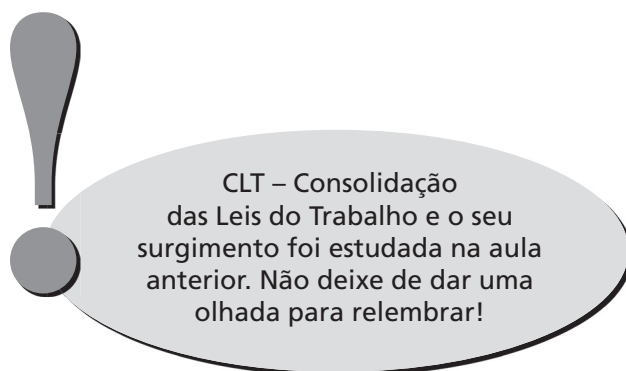 CLT – Consolidação
das Leis do Trabalho e o seu
surgimento foi estudada na aula
anterior. Não deixe de dar uma
olhada para relembrar!